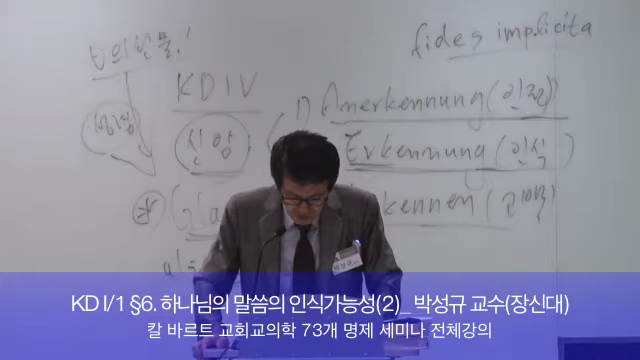 fides implicita
KD IV
1) Anerkennung (인정)
신앙
Erkennung (인식)
kennen (고백)
KD I/1 §6. 하나님의 말씀의 인식가능성(2)_ 박성규 교수(장신대)
칼 바르트 교회교의학 73개 명제 세미나 전체강의